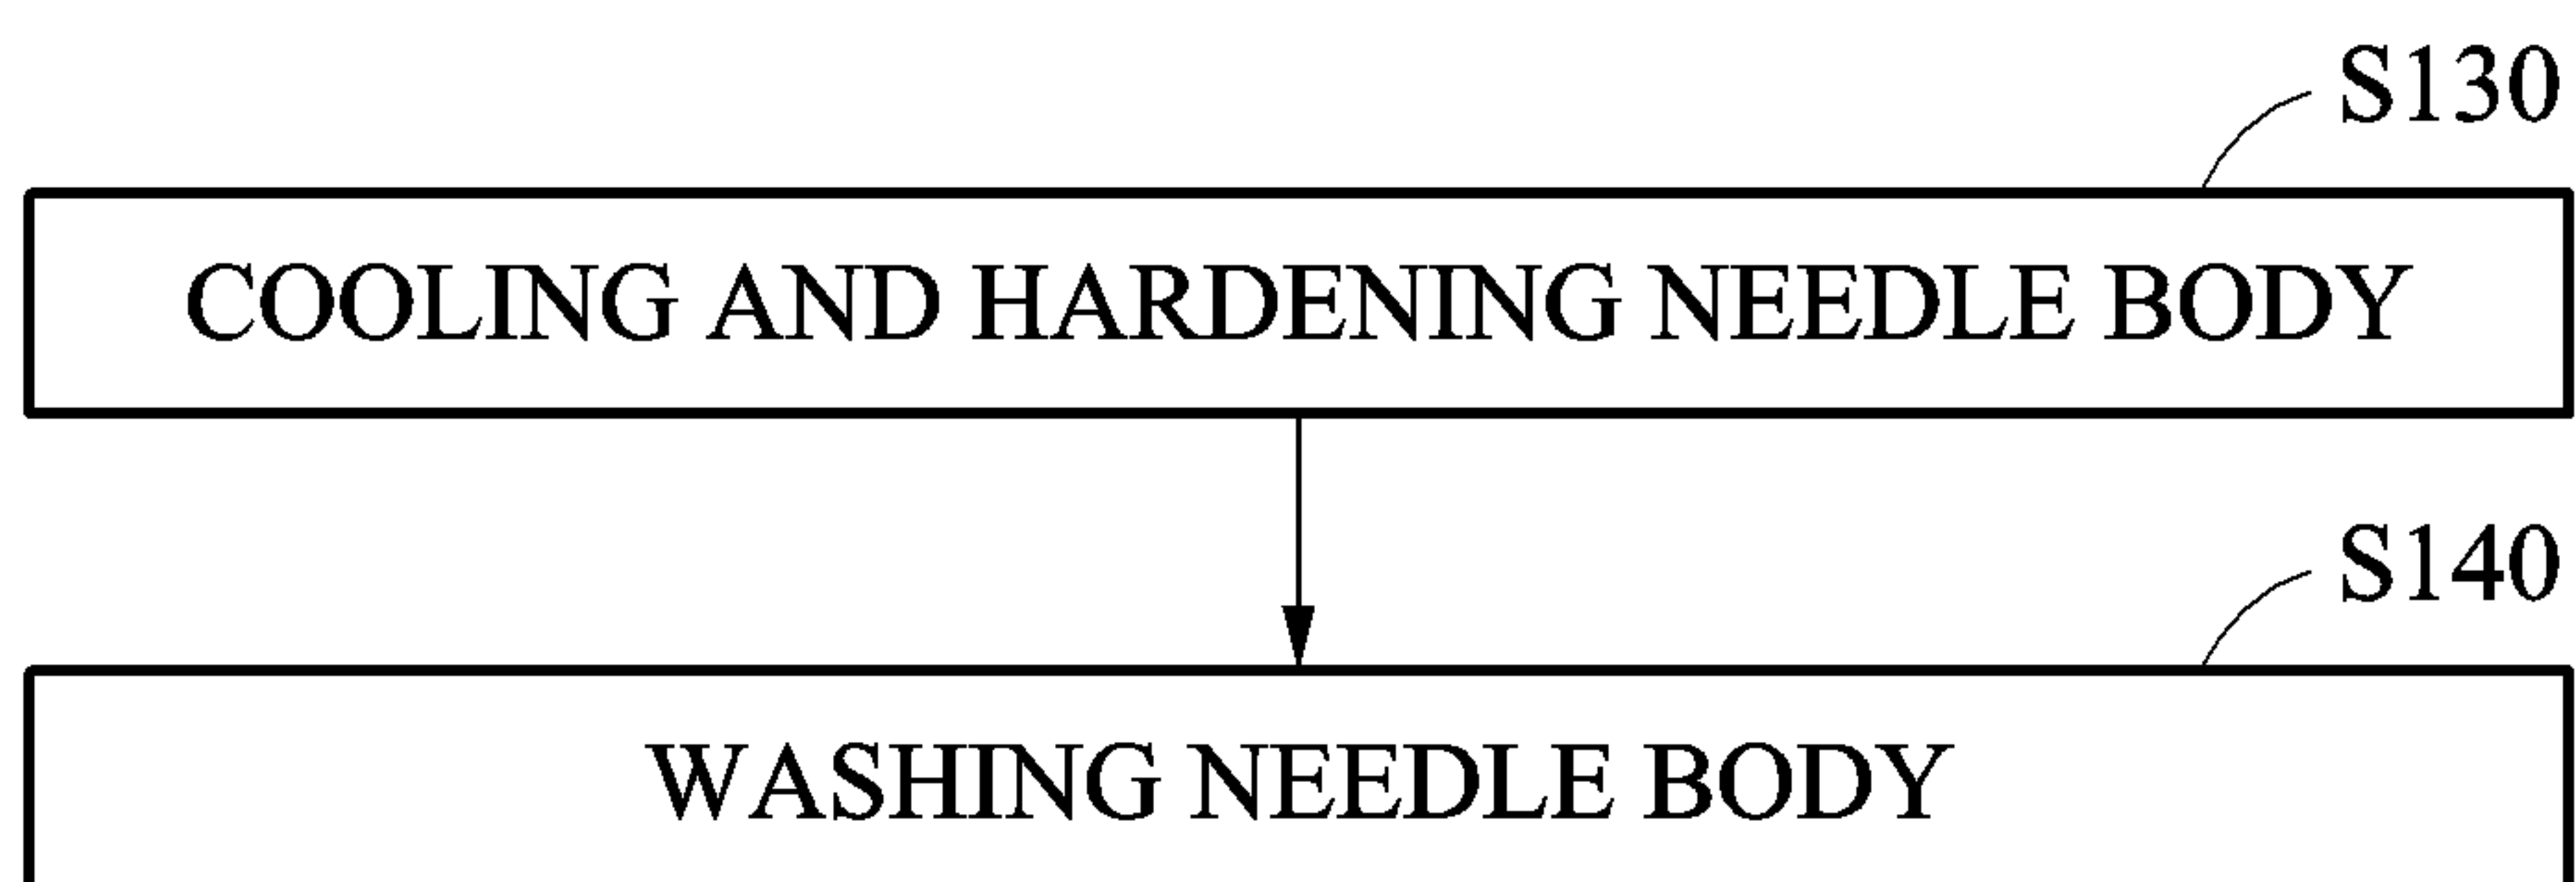 S130
COOLING AND HARDENING NEEDLE BODY
S140
WASHING NEEDLE BODY